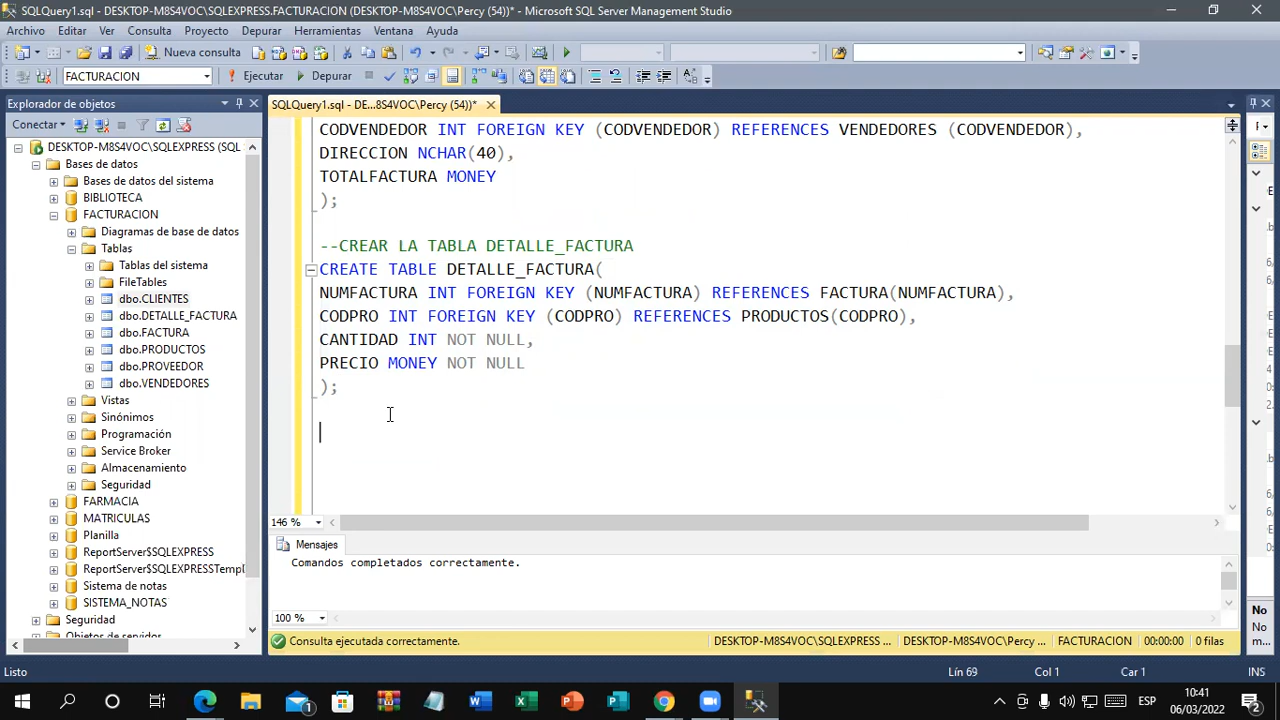 SQLQuery1.sql - DESKTOP-M8S4VOC\SQLEXPRESS.FACTURACION (DESKTOP-M8S4VOC\Percy (54))* - Microsoft SQL Server Management Studio
Archivo Editar Ver Consulta Proyecto Depurar Herramientas Ventana Ayuda
Nueva consulta
FACTURACION Ejecutar Depurar
Explorador de objetos
SQLQuery1.sql - DE...8S4VOC\Percy (54))*
Conectar
DESKTOP-M8S4VOC\SQLEXPRESS (SQL
Bases de datos
Bases de datos del sistema
BIBLIOTECA
FACTURACION
Diagramas de base de datos
Tablas
Tablas del sistema
FileTables
dbo.CLIENTES
dbo.DETALLE_FACTURA
dbo.FACTURA
dbo.PRODUCTOS
dbo.PROVEEDOR
dbo.VENDEDORES
Vistas
Sinónimos
Programación
Service Broker
Almacenamiento
Seguridad
FARMACIA
MATRICULAS
Planilla
ReportServer$SQLEXPRESS
ReportServer$SQLEXPRESSTempl
Sistema de notas
SISTEMA_NOTAS
Seguridad
Objetos de servidor
CODVENDEDOR INT FOREIGN KEY (CODVENDEDOR) REFERENCES VENDEDORES (CODVENDEDOR),
DIRECCION NCHAR(40),
TOTALFACTURA MONEY
);
--CREAR LA TABLA DETALLE_FACTURA
CREATE TABLE DETALLE_FACTURA(
NUMFACTURA INT FOREIGN KEY (NUMFACTURA) REFERENCES FACTURA(NUMFACTURA),
CODPRO INT FOREIGN KEY (CODPRO) REFERENCES PRODUCTOS(CODPRO),
CANTIDAD INT NOT NULL,
PRECIO MONEY NOT NULL
);
146 %
Mensajes
Comandos completados correctamente.
100 %
Consulta ejecutada correctamente. DESKTOP-M8S4VOC\SQLEXPRESS ... DESKTOP-M8S4VOC\Percy ... FACTURACION 00:00:00 0 filas
No
m...
Listo Lín 69 Col 1 Car 1 INS
ESP
10:41
06/03/2022